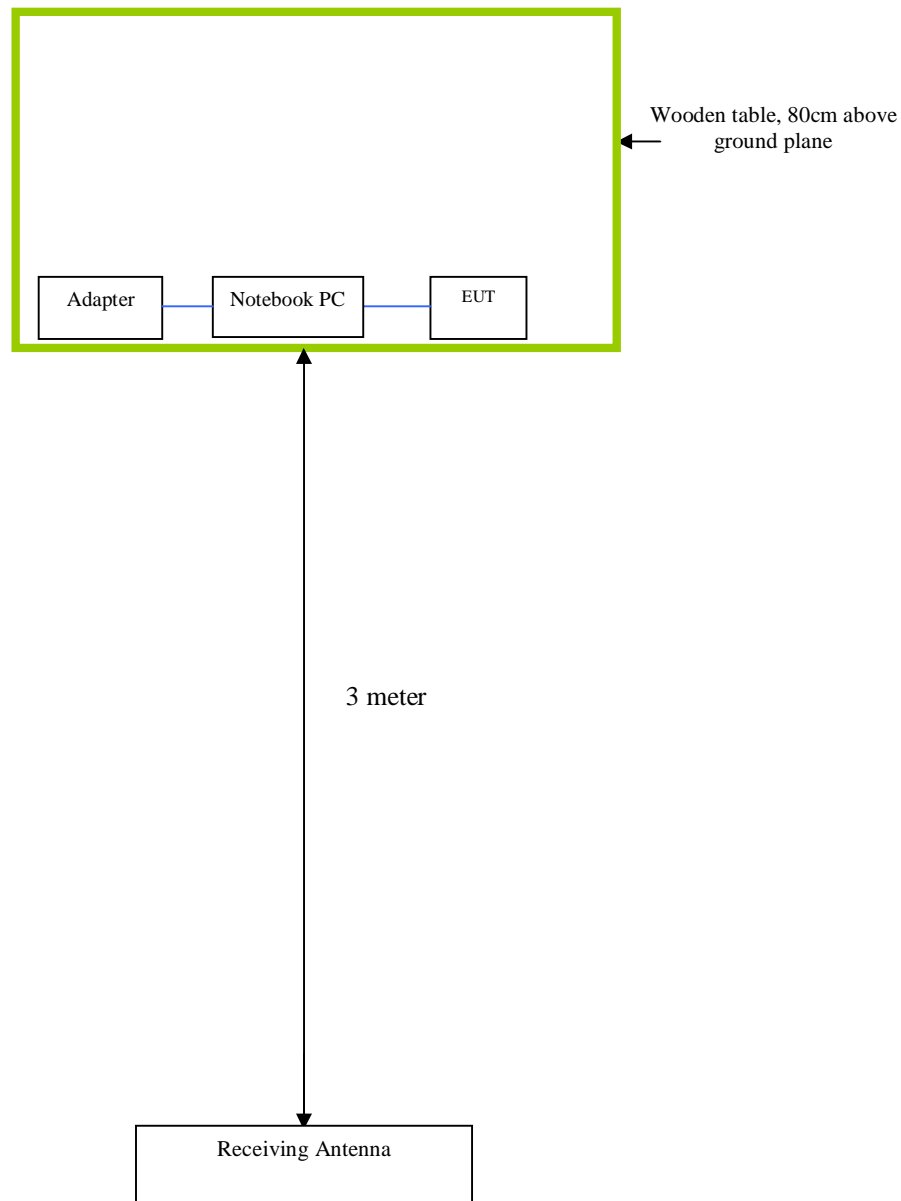 Wooden table, 80cm above
ground plane
Adapter
Notebook PC
EUT
3 meter
Receiving Antenna